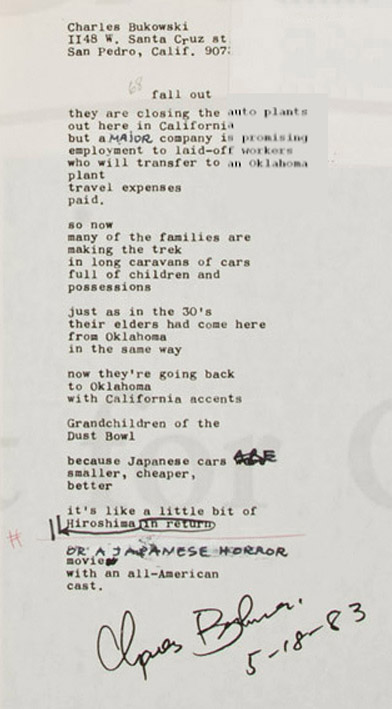 Charles Bukowski
1148 W. Santa Cruz st
San Pedro, Calif. 907
68
fall out
they are closing the auto plants
out here in California
but a MAJOR company is promising
employment to laid-off workers
who will transfer to an Oklahoma
plant
travel expenses
paid.
so now
many of the families are
making the trek
in long caravans of cars
full of children and
possessions
just as in the 30's
their elders had come here
from Oklahoma
in the same way
now they're going back
to Oklahoma
with California accents
Grandchildren of the
Dust Bowl
because Japanese cars ARE
smaller, cheaper,
better
it's like a little bit of
Hiroshima in return
#
OR A JAPANESE HORROR
movie
with an all-American
cast.
Charles Bukowski
5-18-83